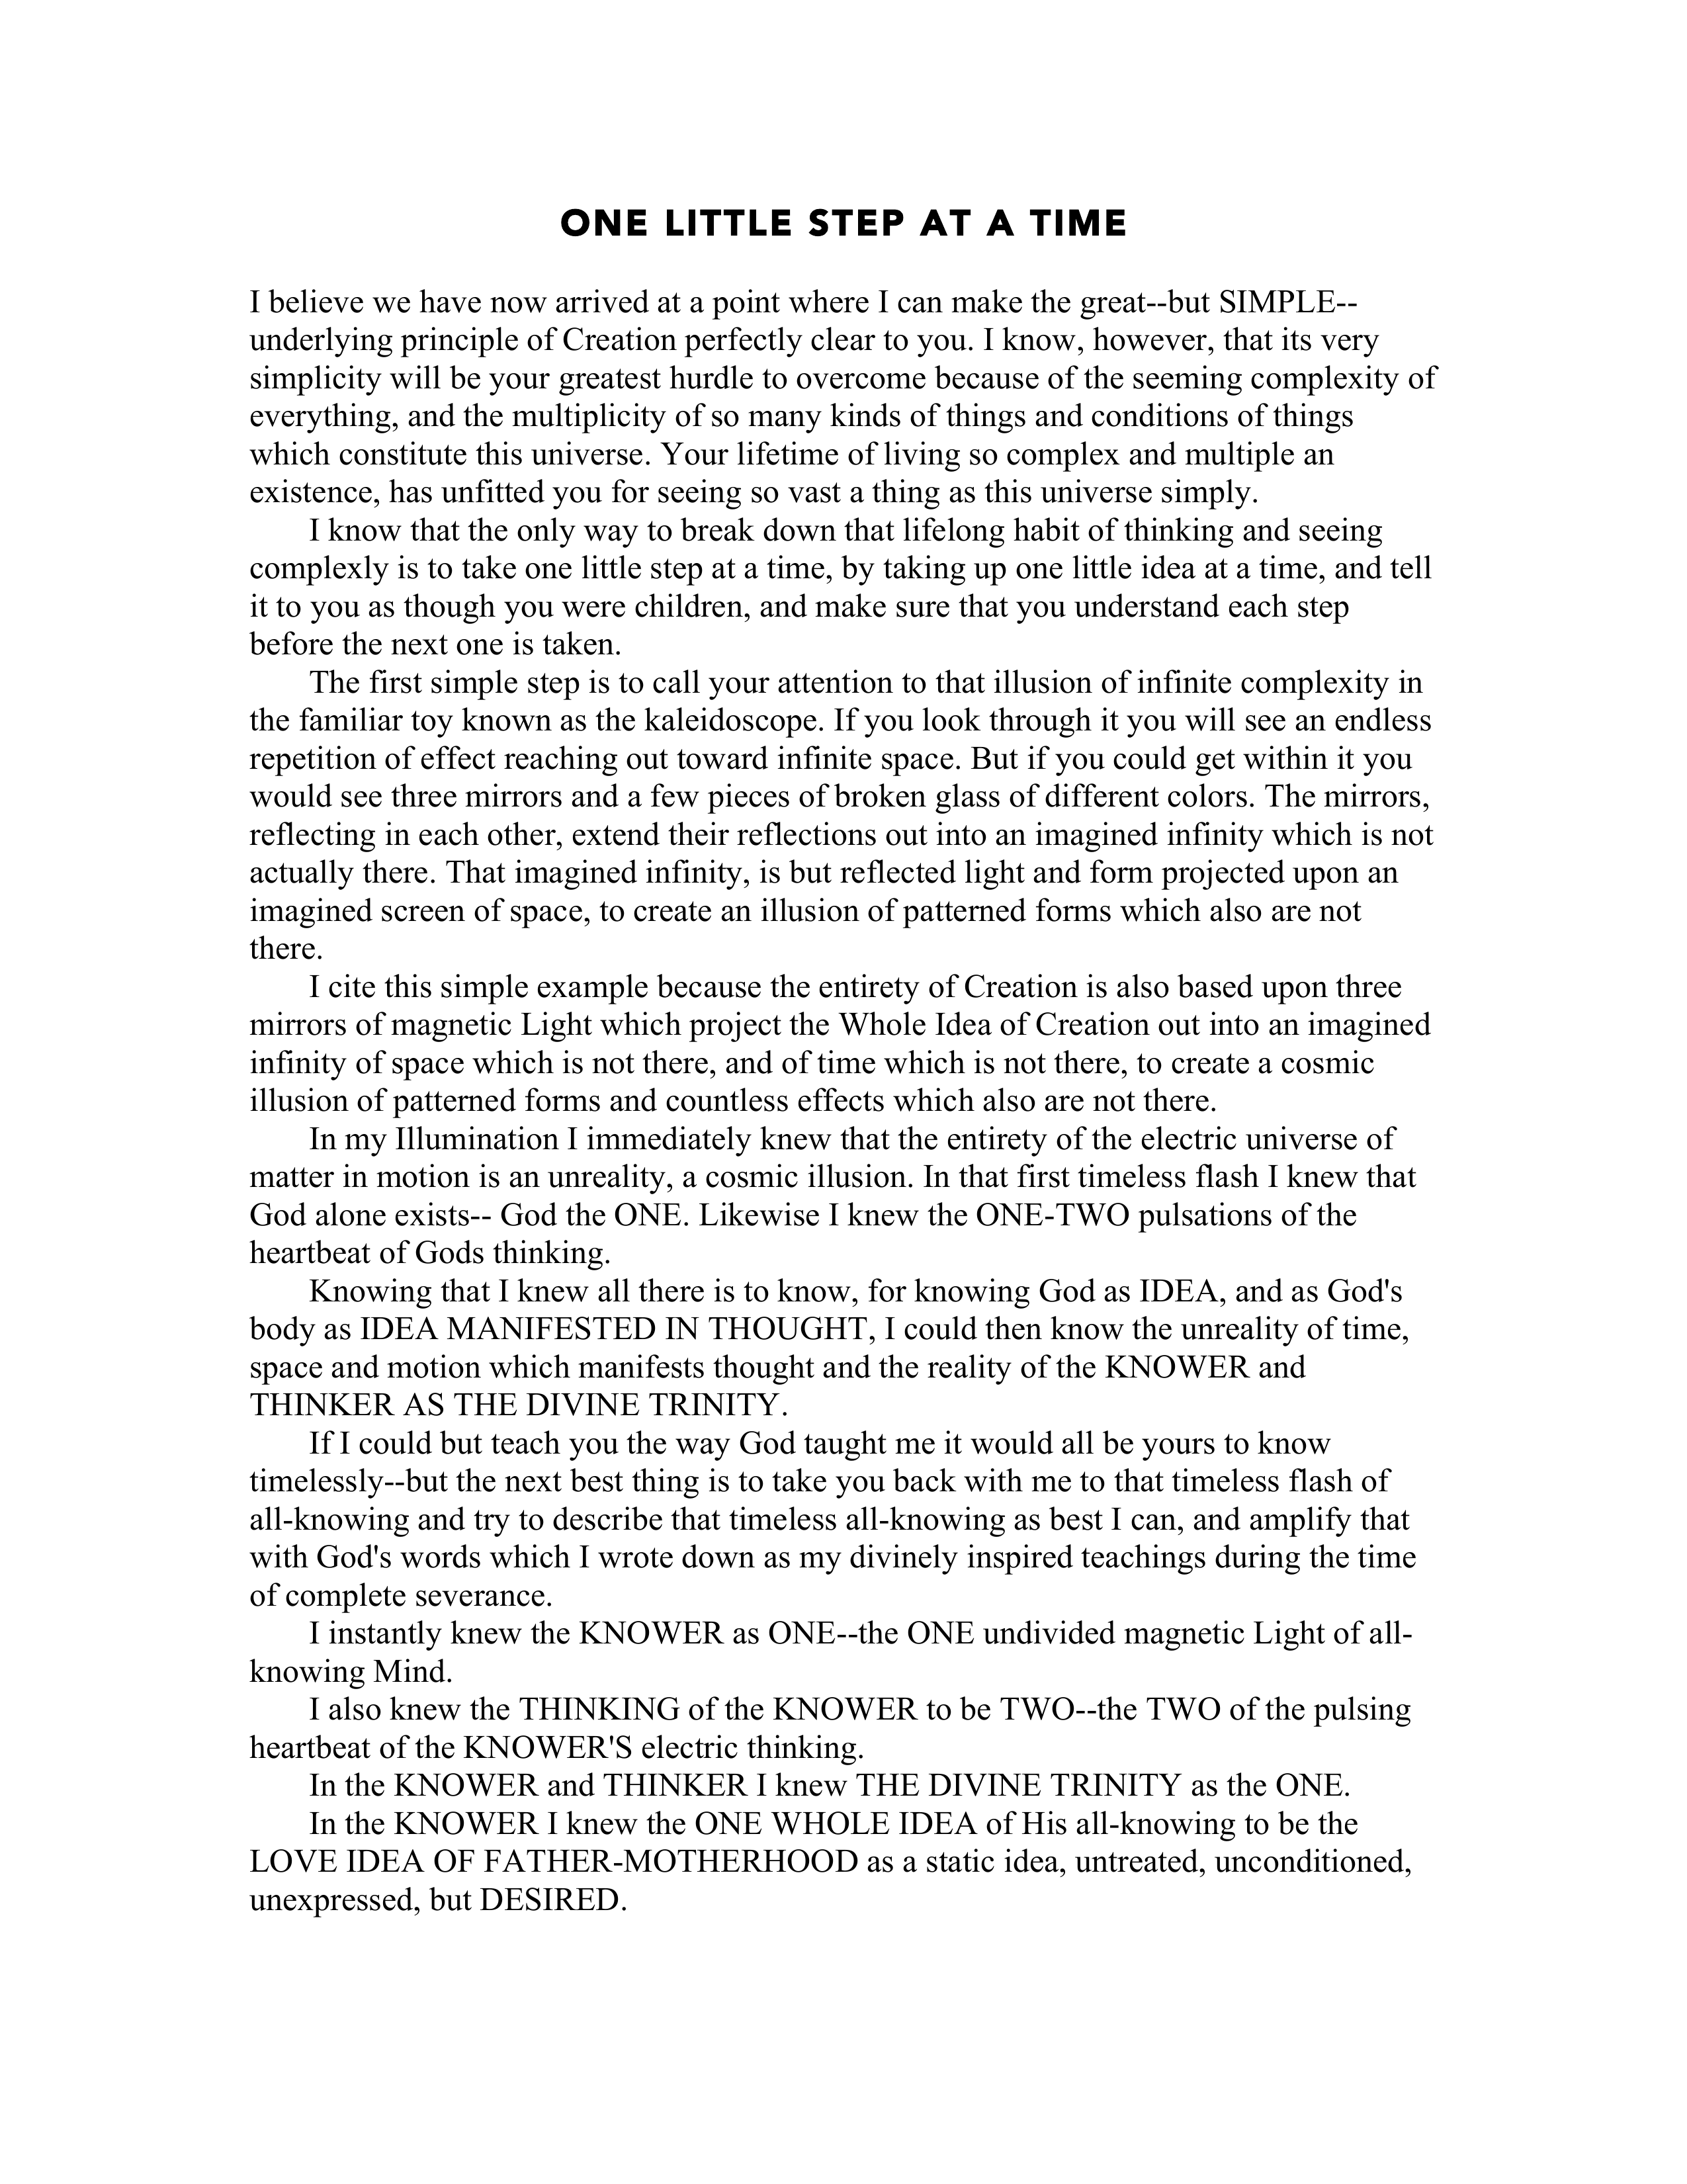 ONE LITTLE STEP AT A TIME
I believe we have now arrived at a point where I can make the great--but SIMPLE--
underlying principle of Creation perfectly clear to you. I know, however, that its very
simplicity will be your greatest hurdle to overcome because of the seeming complexity of
everything, and the multiplicity of so many kinds of things and conditions of things
which constitute this universe. Your lifetime of living so complex and multiple an
existence, has unfitted you for seeing so vast a thing as this universe simply.
I know that the only way to break down that lifelong habit of thinking and seeing
complexly is to take one little step at a time, by taking up one little idea at a time, and tell
it to you as though you were children, and make sure that you understand each step
before the next one is taken.
The first simple step is to call your attention to that illusion of infinite complexity in
the familiar toy known as the kaleidoscope. If you look through it you will see an endless
repetition of effect reaching out toward infinite space. But if you could get within it you
would see three mirrors and a few pieces of broken glass of different colors. The mirrors,
reflecting in each other, extend their reflections out into an imagined infinity which is not
actually there. That imagined infinity, is but reflected light and form projected upon an
imagined screen of space, to create an illusion of patterned forms which also are not
there.
I cite this simple example because the entirety of Creation is also based upon three
mirrors of magnetic Light which project the Whole Idea of Creation out into an imagined
infinity of space which is not there, and of time which is not there, to create a cosmic
illusion of patterned forms and countless effects which also are not there.
In my Illumination I immediately knew that the entirety of the electric universe of
matter in motion is an unreality, a cosmic illusion. In that first timeless flash I knew that
God alone exists-- God the ONE. Likewise I knew the ONE-TWO pulsations of the
heartbeat of Gods thinking.
Knowing that I knew all there is to know, for knowing God as IDEA, and as God's
body as IDEA MANIFESTED IN THOUGHT, I could then know the unreality of time,
space and motion which manifests thought and the reality of the KNOWER and
THINKER AS THE DIVINE TRINITY.
If I could but teach you the way God taught me it would all be yours to know
timelessly--but the next best thing is to take you back with me to that timeless flash of
all-knowing and try to describe that timeless all-knowing as best I can, and amplify that
with God's words which I wrote down as my divinely inspired teachings during the time
of complete severance.
I instantly knew the KNOWER as ONE--the ONE undivided magnetic Light of all-
knowing Mind.
I also knew the THINKING of the KNOWER to be TWO--the TWO of the pulsing
heartbeat of the KNOWER'S electric thinking.
In the KNOWER and THINKER I knew THE DIVINE TRINITY as the ONE.
In the KNOWER I knew the ONE WHOLE IDEA of His all-knowing to be the
LOVE IDEA OF FATHER-MOTHERHOOD as a static idea, untreated, unconditioned,
unexpressed, but DESIRED.